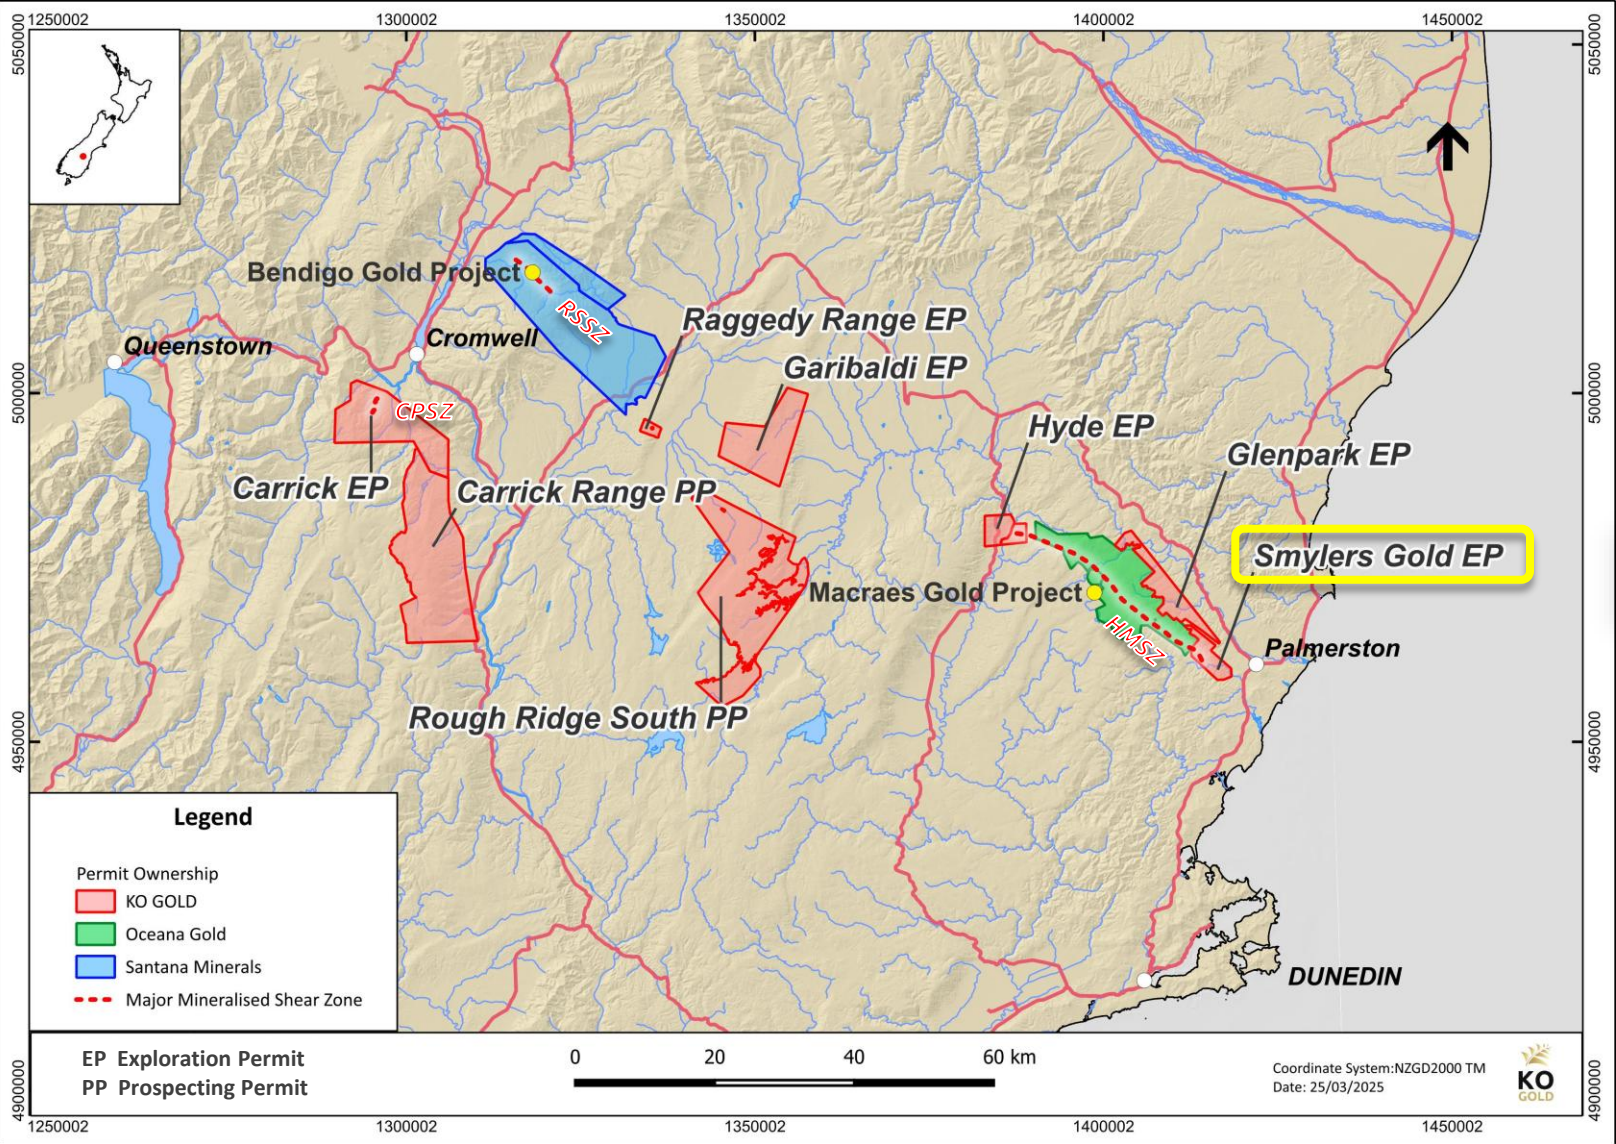 1250002
1300002
1350002
1400002
1450002
5050000
5050000
Bendigo Gold Project
RSSZ
Raggedy Range EP
Queenstown
Cromwell
Garibaldi EP
5000000
5000000
CPSZ
Hyde EP
Glenpark EP
Carrick EP
Carrick Range PP
Smylers Gold EP
Macraes Gold Project
HMSZ
Palmerston
Rough Ridge South PP
4950000
4950000
Legend
Permit Ownership
KO GOLD
Oceana Gold
Santana Minerals
Major Mineralised Shear Zone
DUNEDIN
EP Exploration Permit
PP Prospecting Permit
0 20 40 60 km
Coordinate System:NZGD2000 TM
Date: 25/03/2025
KO
GOLD
4900000
4900000
1250002
1300002
1350002
1400002
1450002